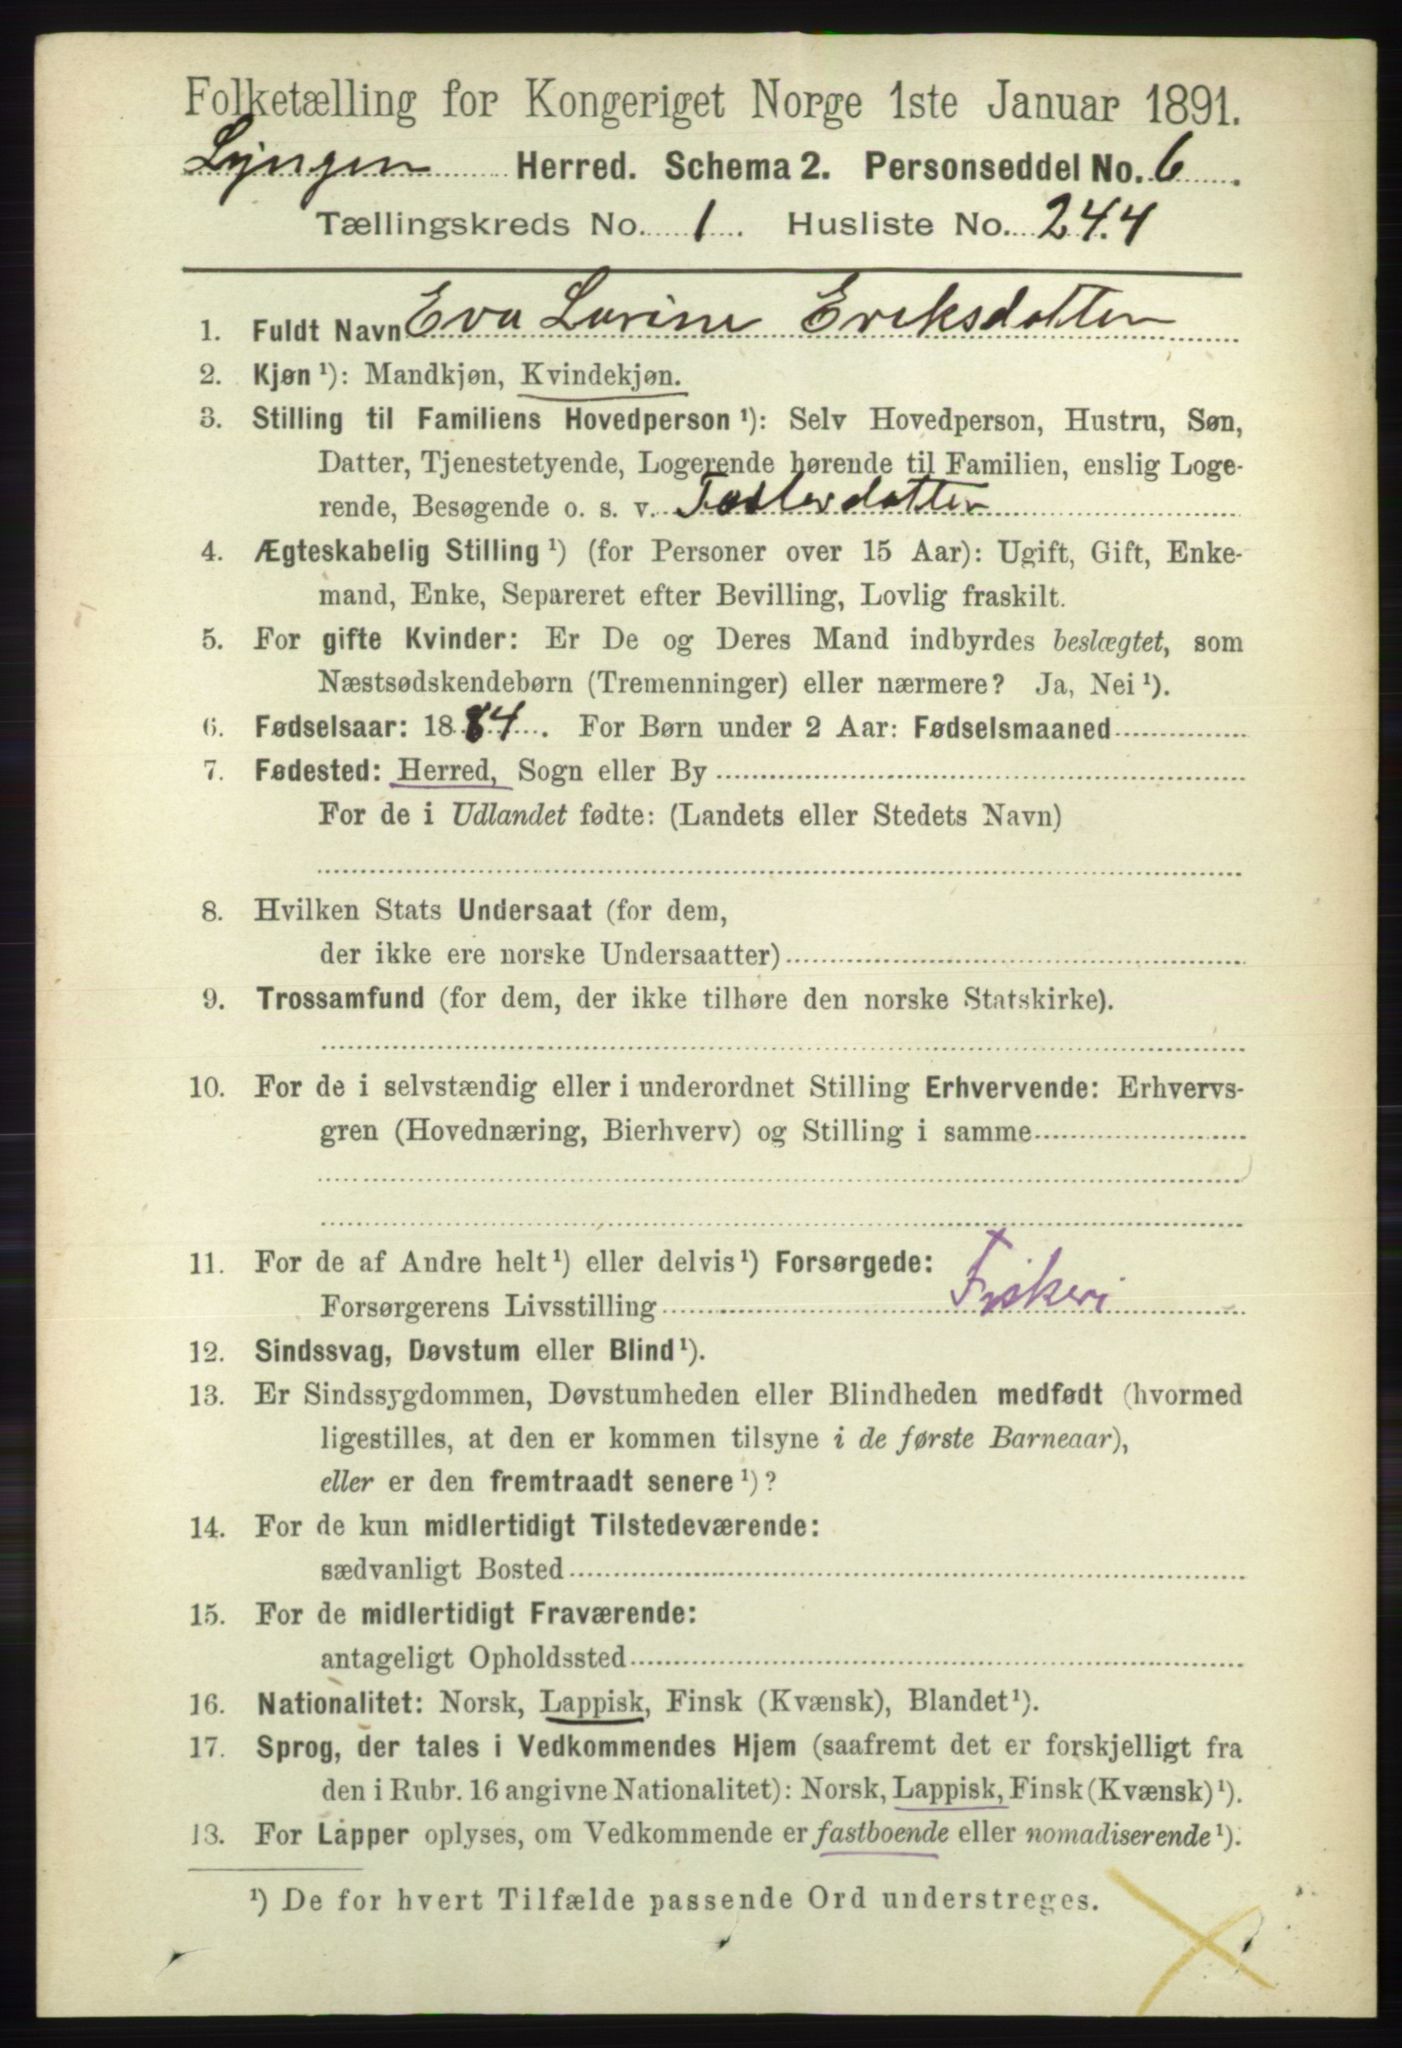 Folketælling for Kongeriget Norge 1ste Januar 1891.
Lyngen Herred. Schema 2. Personseddel No. 6
Tællingskreds No. 1. Husliste No. 244
1. Fuldt Navn Eva Lorine Eriksdatter
2. Kjøn ¹): Mandkjøn, Kvindekjøn.
3. Stilling til Familiens Hovedperson ¹): Selv Hovedperson, Hustru, Søn,
Datter, Tjenestetyende, Logerende hørende til Familien, enslig Loge-
rende, Besøgende o. s. v. Fosterdatter
4. Ægteskabelig Stilling ¹) (for Personer over 15 Aar): Ugift, Gift, Enke-
mand, Enke, Separeret efter Bevilling, Lovlig fraskilt.
5. For gifte Kvinder: Er De og Deres Mand indbyrdes beslægtet, som
Næstsødskendebørn (Tremenninger) eller nærmere? Ja, Nei ¹).
6. Fødselsaar: 1884. For Børn under 2 Aar: Fødselsmaaned
7. Fødested: Herred, Sogn eller By
For de i Udlandet fødte: (Landets eller Stedets Navn)
8. Hvilken Stats Undersaat (for dem,
der ikke ere norske Undersaatter)
9. Trossamfund (for dem, der ikke tilhøre den norske Statskirke).
10. For de i selvstændig eller i underordnet Stilling Erhvervende: Erhvervs-
gren (Hovednæring, Bierhverv) og Stilling i samme
11. For de af Andre helt ¹) eller delvis ¹) Forsørgede:
Forsørgerens Livsstilling Fiskeri
12. Sindssvag, Døvstum eller Blind ¹).
13. Er Sindssygdommen, Døvstumheden eller Blindheden medfødt (hvormed
ligestilles, at den er kommen tilsyne i de første Barneaar),
eller er den fremtraadt senere ¹)?
14. For de kun midlertidigt Tilstedeværende:
sædvanligt Bosted
15. For de midlertidigt Fraværende:
antageligt Opholdssted
16. Nationalitet: Norsk, Lappisk, Finsk (Kvænsk), Blandet ¹).
17. Sprog, der tales i Vedkommendes Hjem (saafremt det er forskjelligt fra
den i Rubr. 16 angivne Nationalitet): Norsk, Lappisk, Finsk (Kvænsk) ¹).
18. For Lapper oplyses, om Vedkommende er fastboende eller nomadiserende ¹).
¹) De for hvert Tilfælde passende Ord understreges.